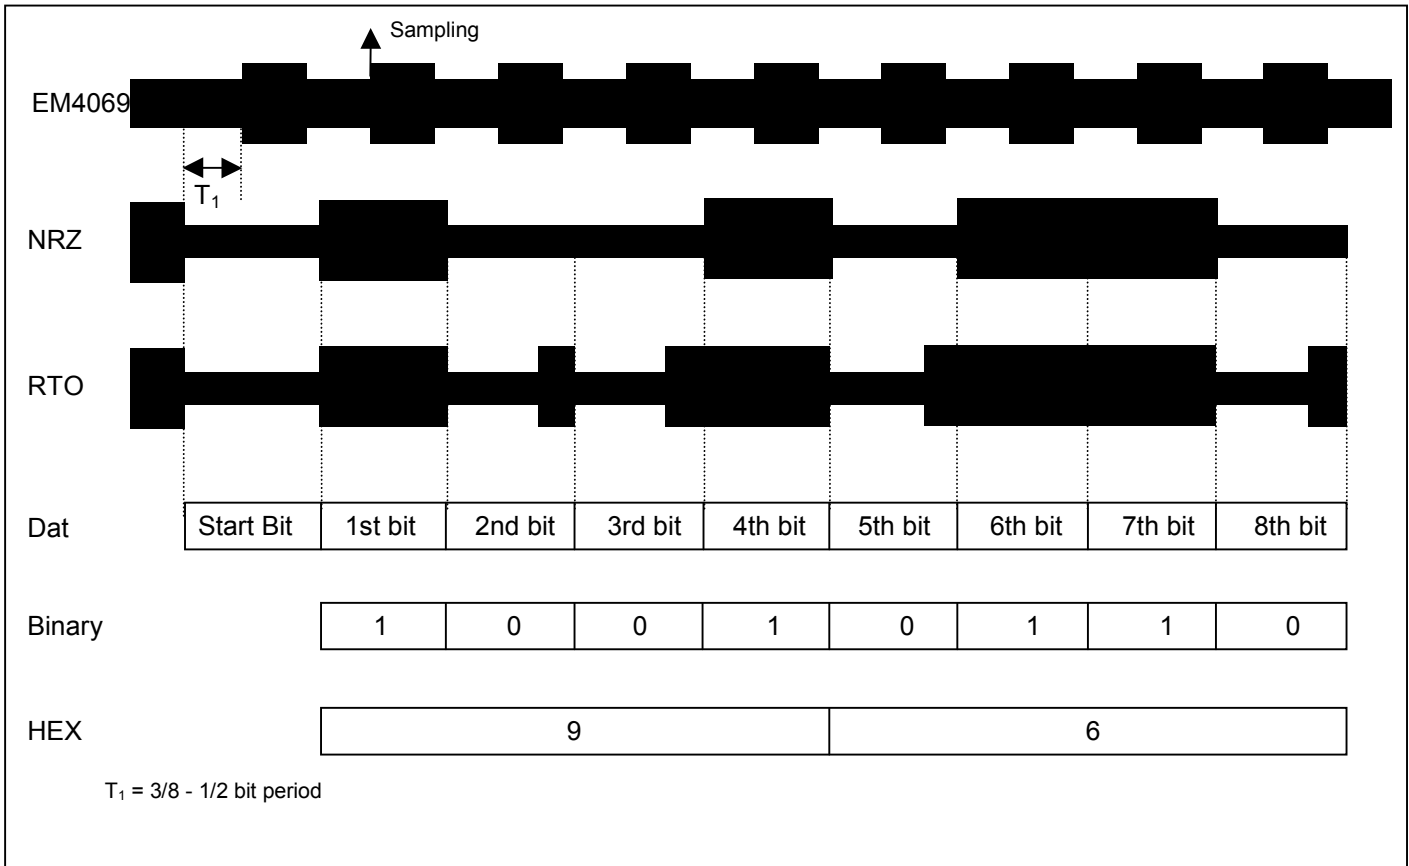 Sampling
EM4069
T₁
NRZ
RTO
Dat Start Bit 1st bit 2nd bit 3rd bit 4th bit 5th bit 6th bit 7th bit 8th bit
Binary 1 0 0 1 0 1 1 0
HEX 9 6
T₁ = 3/8 - 1/2 bit period